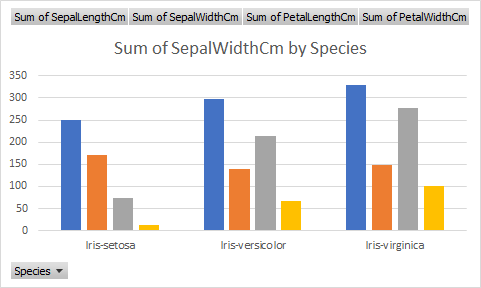 Sum of SepalLengthCm Sum of SepalWidthCm Sum of PetalLengthCm Sum of PetalWidthCm
Sum of SepalWidthCm by Species
350
300
250
200
150
100
50
0
Iris-setosa Iris-versicolor Iris-virginica
Species